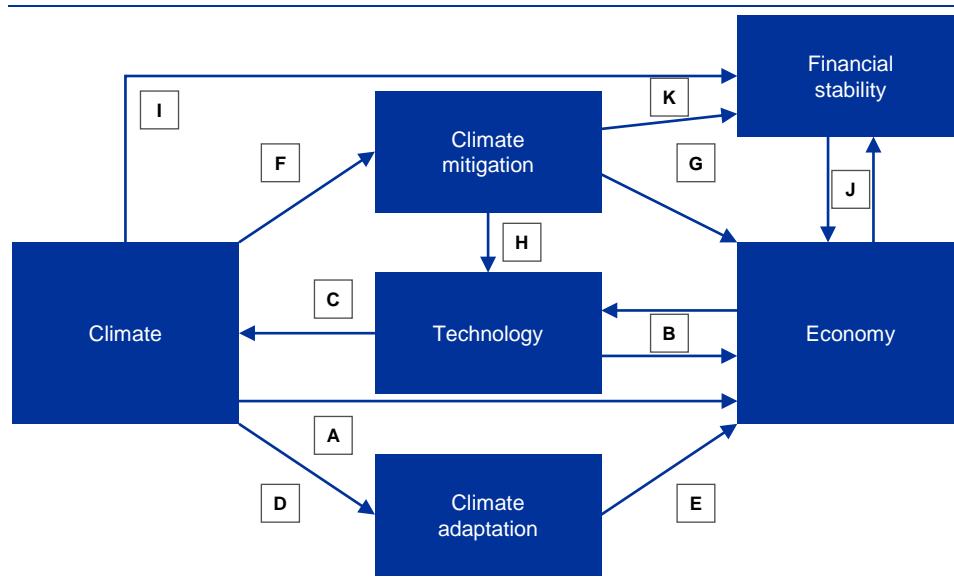 Financial
stability
K
I
Climate
mitigation
F
G
J
H
C
Climate
Technology
B
Economy
A
D
Climate
adaptation
E